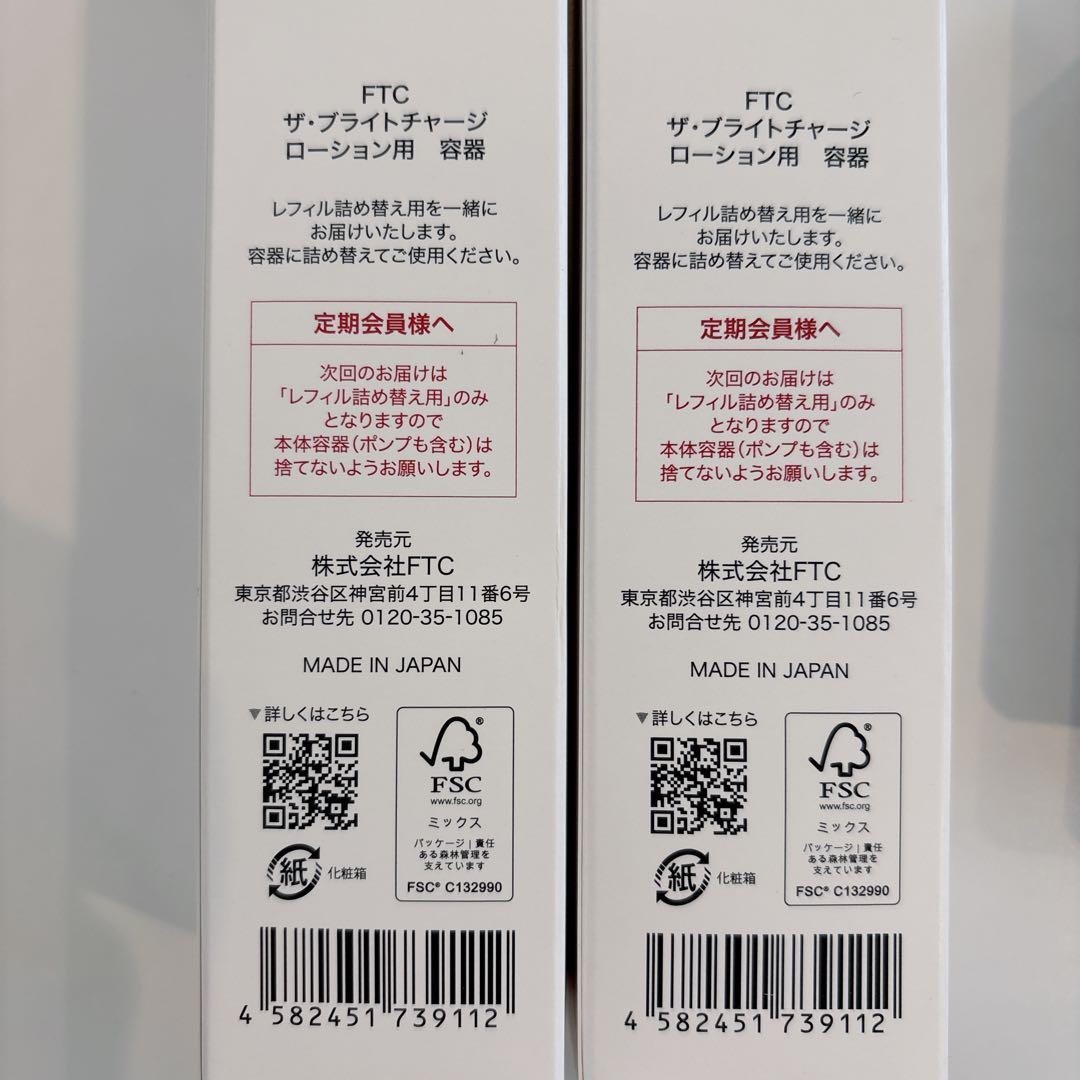 FTC
ザ・ブライトチャージ
ローション用　容器
レフィル詰め替え用を一緒に
お届けいたします。
容器に詰め替えてご使用ください。
定期会員様へ
次回のお届けは
「レフィル詰め替え用」のみ
となりますので
本体容器（ポンプも含む）は
捨てないようお願いします。
発売元
株式会社FTC
東京都渋谷区神宮前4丁目11番6号
お問合せ先 0120-35-1085
MADE IN JAPAN
▼詳しくはこちら
FSC®
www.fsc.org
ミックス
パッケージ｜責任
ある森林管理を
支えています
FSC® C132990
紙 化粧箱
4 582451 739112
FTC
ザ・ブライトチャージ
ローション用　容器
レフィル詰め替え用を一緒に
お届けいたします。
容器に詰め替えてご使用ください。
定期会員様へ
次回のお届けは
「レフィル詰め替え用」のみ
となりますので
本体容器（ポンプも含む）は
捨てないようお願いします。
発売元
株式会社FTC
東京都渋谷区神宮前4丁目11番6号
お問合せ先 0120-35-1085
MADE IN JAPAN
▼詳しくはこちら
FSC®
www.fsc.org
ミックス
パッケージ｜責任
ある森林管理を
支えています
FSC® C132990
紙 化粧箱
4 582451 739112